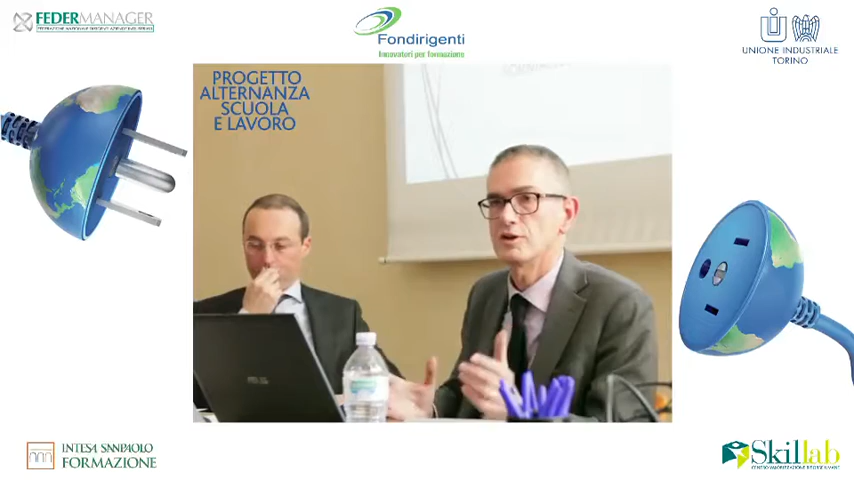 FEDERMANAGER
Fondirigenti
Innovatori per formazione
UNIONE INDUSTRIALE
TORINO
PROGETTO
ALTERNANZA
SCUOLA
E LAVORO
INTESA SANPAOLO
FORMAZIONE
Skillab